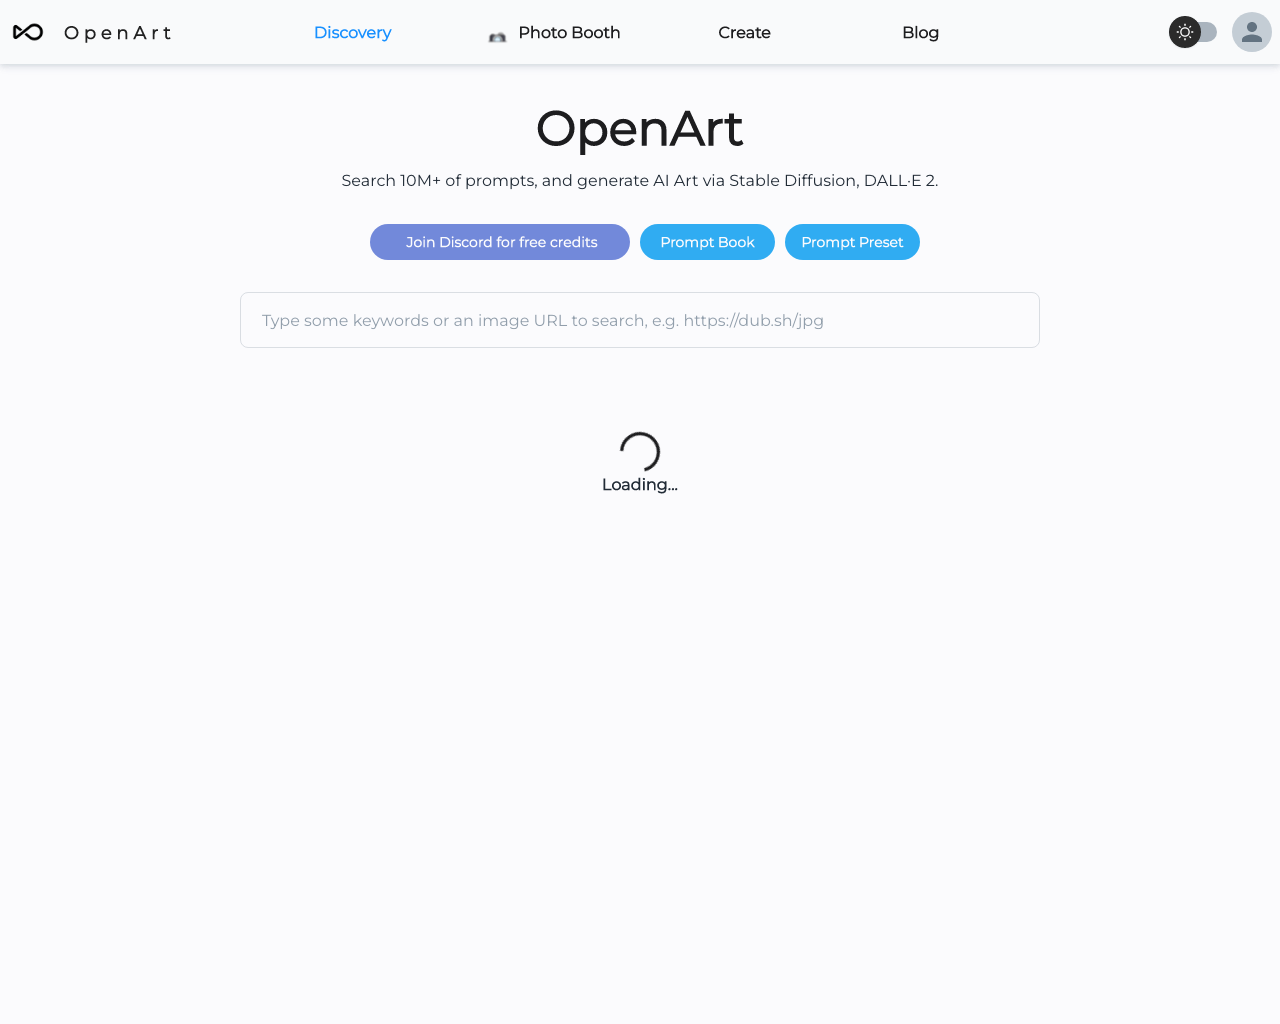 OpenArt
Discovery
Photo Booth
Create
Blog
OpenArt
Search 10M+ of prompts, and generate AI Art via Stable Diffusion, DALL·E 2.
Join Discord for free credits
Prompt Book
Prompt Preset
Type some keywords or an image URL to search, e.g. https://dub.sh/jpg
Loading...